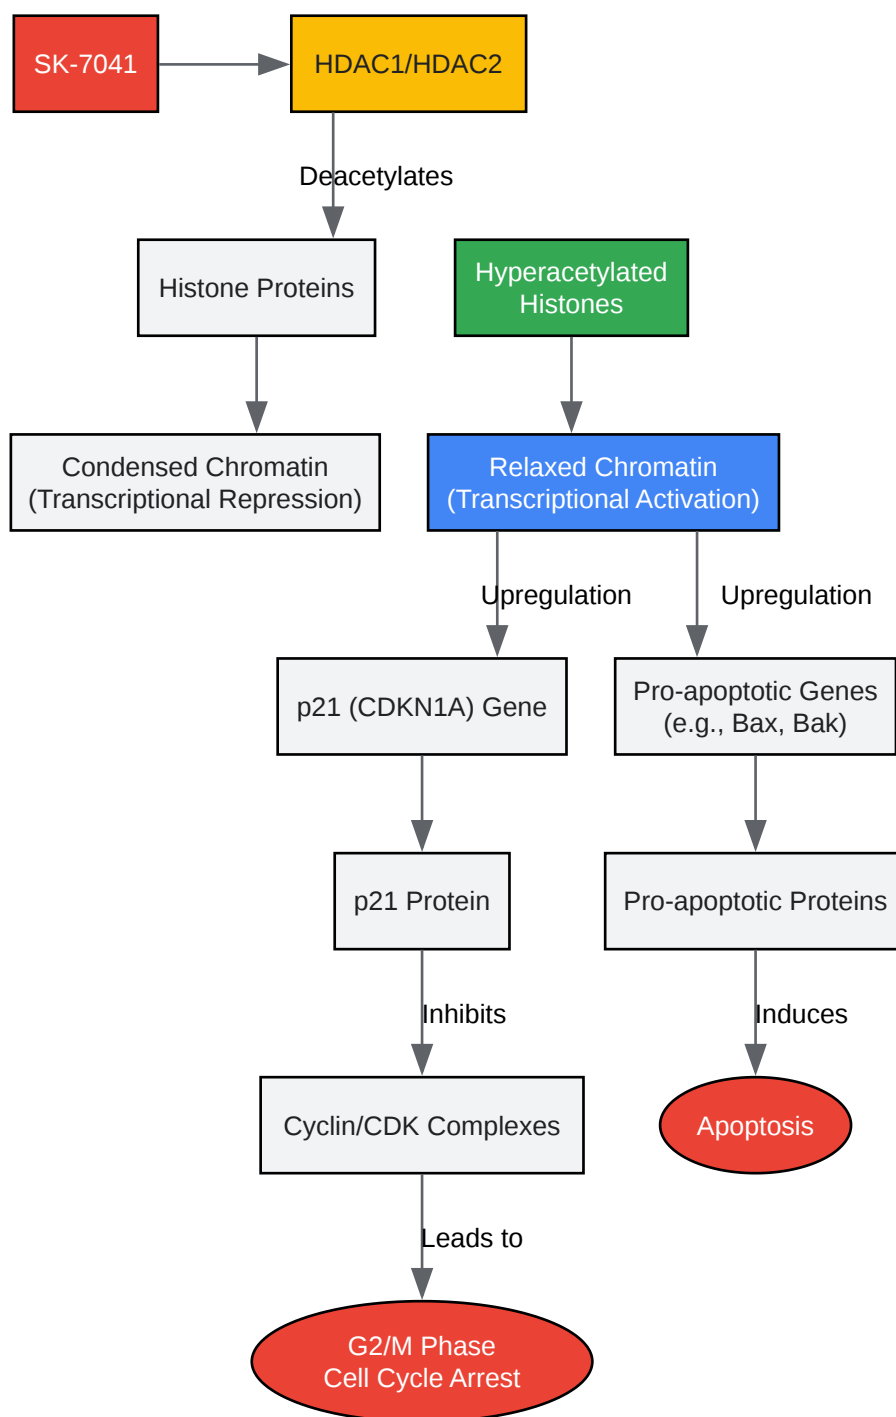 SK-7041
HDAC1/HDAC2
Deacetylates
Histone Proteins
Hyperacetylated
Histones
Condensed Chromatin
(Transcriptional Repression)
Relaxed Chromatin
(Transcriptional Activation)
Upregulation
Upregulation
p21 (CDKN1A) Gene
Pro-apoptotic Genes
(e.g., Bax, Bak)
p21 Protein
Pro-apoptotic Proteins
Inhibits
Induces
Cyclin/CDK Complexes
Apoptosis
Leads to
G2/M Phase
Cell Cycle Arrest